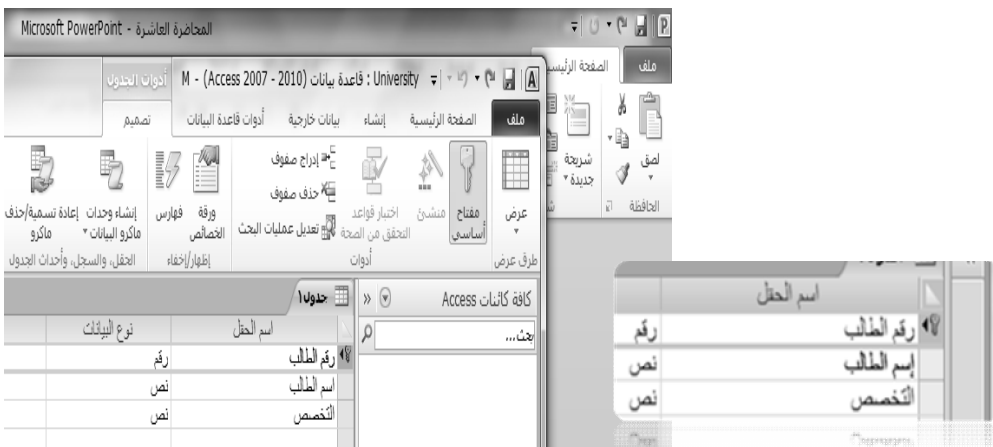 المحاضرة العاشرة - Microsoft PowerPoint
ملف الصفحة الرئيسية
لصق
شريحة جديدة
الحافظة
University : قاعدة بيانات (Access 2007 - 2010) - M
أدوات الجدول
ملف الصفحة الرئيسية إنشاء بيانات خارجية أدوات قاعدة البيانات تصميم
عرض
مفتاح أساسي
منشئ
اختبار قواعد التحقق من الصحة
إدراج صفوف
حذف صفوف
تعديل عمليات البحث
ورقة الخصائص
فهارس
إنشاء وحدات ماكرو البيانات
إعادة تسمية/حذف ماكرو
طرق عرض أدوات إظهار/إخفاء الحقل، والسجل، وأحداث الجدول
كافة كائنات Access
بحث...
جدول١
اسم الحقل نوع البيانات
رقم الطالب رقم
اسم الطالب نص
التخصص نص
اسم الحقل
رقم الطالب رقم
إسم الطالب نص
التخصص نص